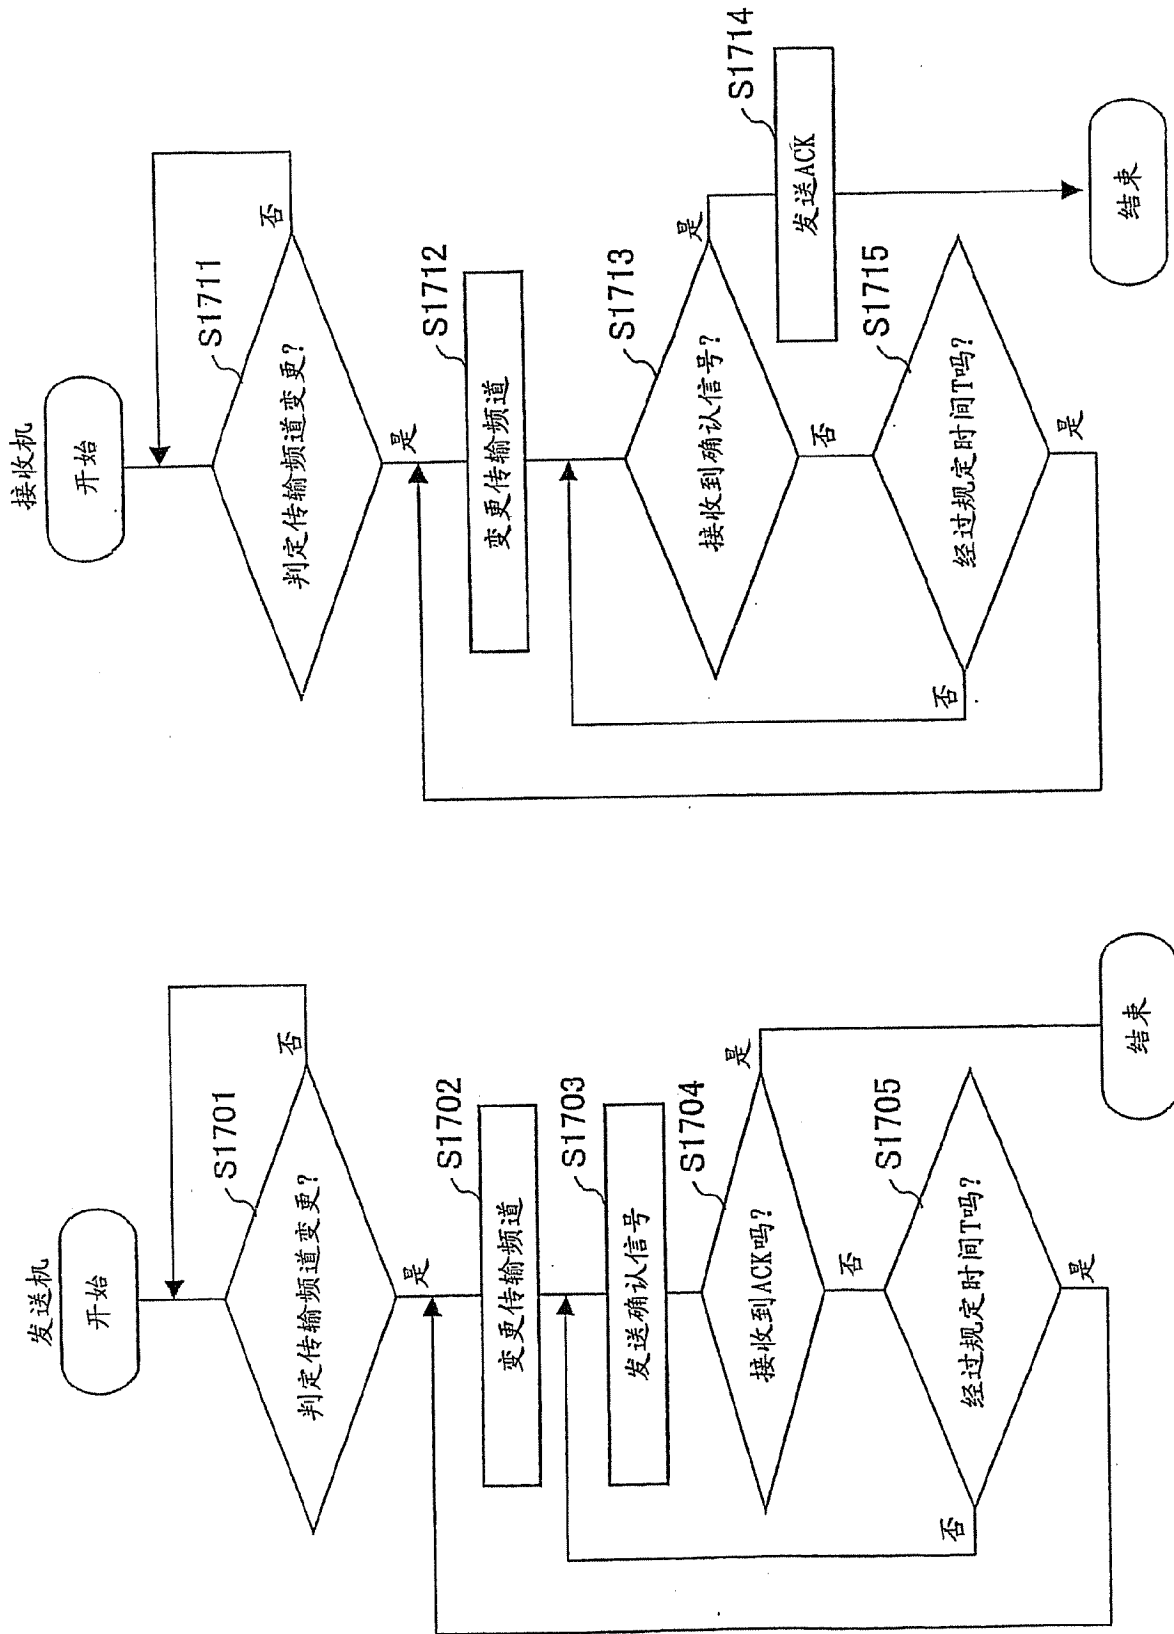 发送机
开始
S1701
判定传输频道变更?
否
是
S1702
变更传输频道
S1703
发送确认信号
S1704
接收到ACK吗?
是
否
S1705
经过规定时间T吗?
否
是
结束
接收机
开始
S1711
判定传输频道变更?
否
是
S1712
变更传输频道
S1713
接收到确认信号?
是
S1714
发送ACK
否
S1715
经过规定时间T吗?
否
是
结束